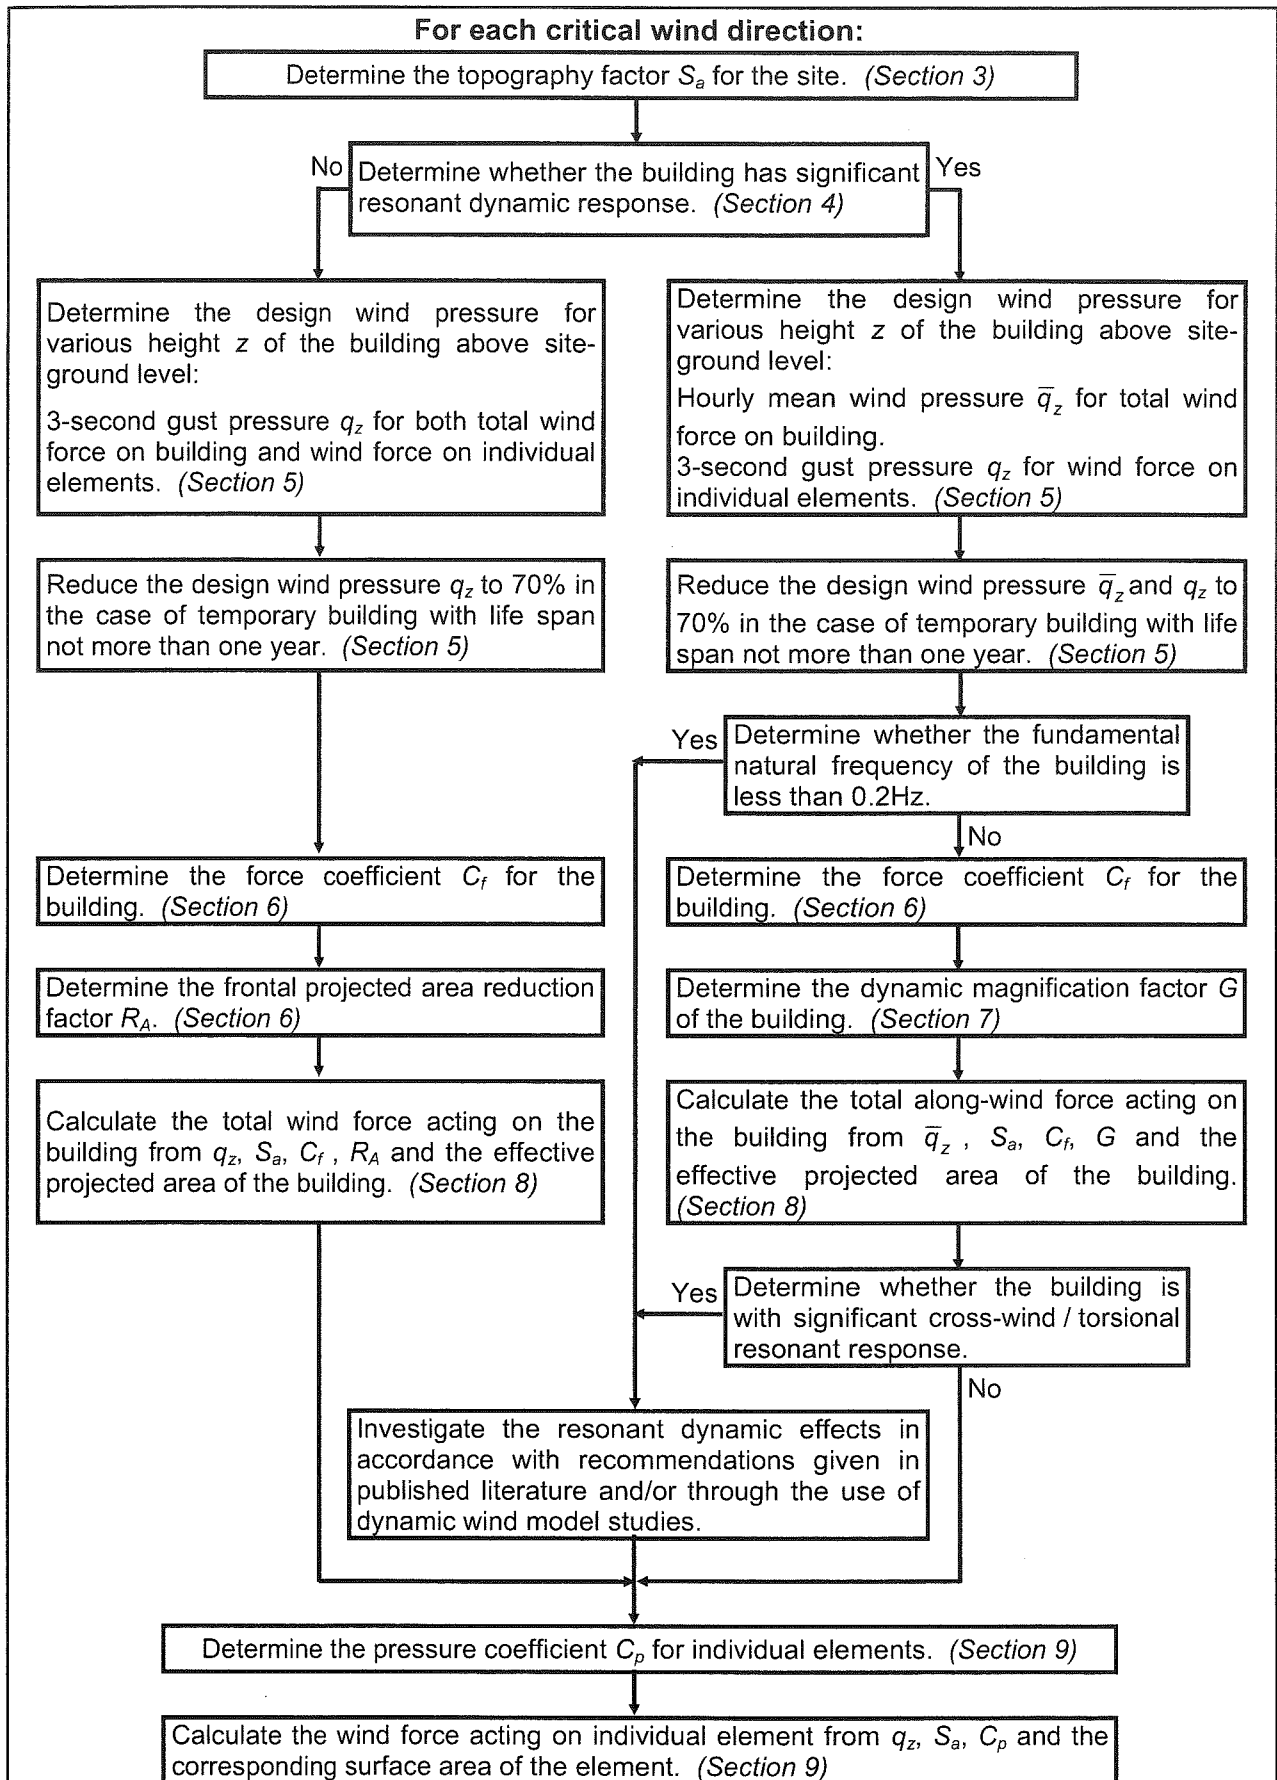 For each critical wind direction:
Determine the topography factor Sa for the site. (Section 3)
No
Determine whether the building has significant
resonant dynamic response. (Section 4)
Yes
Determine the design wind pressure for
various height z of the building above site-
ground level:
3-second gust pressure qz for both total wind
force on building and wind force on individual
elements. (Section 5)
Determine the design wind pressure for
various height z of the building above site-
ground level:
Hourly mean wind pressure q̅z for total wind
force on building.
3-second gust pressure qz for wind force on
individual elements. (Section 5)
Reduce the design wind pressure qz to 70% in
the case of temporary building with life span
not more than one year. (Section 5)
Reduce the design wind pressure q̅z and qz to
70% in the case of temporary building with life
span not more than one year. (Section 5)
Yes
Determine whether the fundamental
natural frequency of the building is
less than 0.2Hz.
No
Determine the force coefficient Cf for the
building. (Section 6)
Determine the force coefficient Cf for the
building. (Section 6)
Determine the frontal projected area reduction
factor RA. (Section 6)
Determine the dynamic magnification factor G
of the building. (Section 7)
Calculate the total wind force acting on the
building from qz, Sa, Cf , RA and the effective
projected area of the building. (Section 8)
Calculate the total along-wind force acting on
the building from q̅z , Sa, Cf, G and the
effective projected area of the building.
(Section 8)
Yes
Determine whether the building is
with significant cross-wind / torsional
resonant response.
No
Investigate the resonant dynamic effects in
accordance with recommendations given in
published literature and/or through the use of
dynamic wind model studies.
Determine the pressure coefficient Cp for individual elements. (Section 9)
Calculate the wind force acting on individual element from qz, Sa, Cp and the
corresponding surface area of the element. (Section 9)